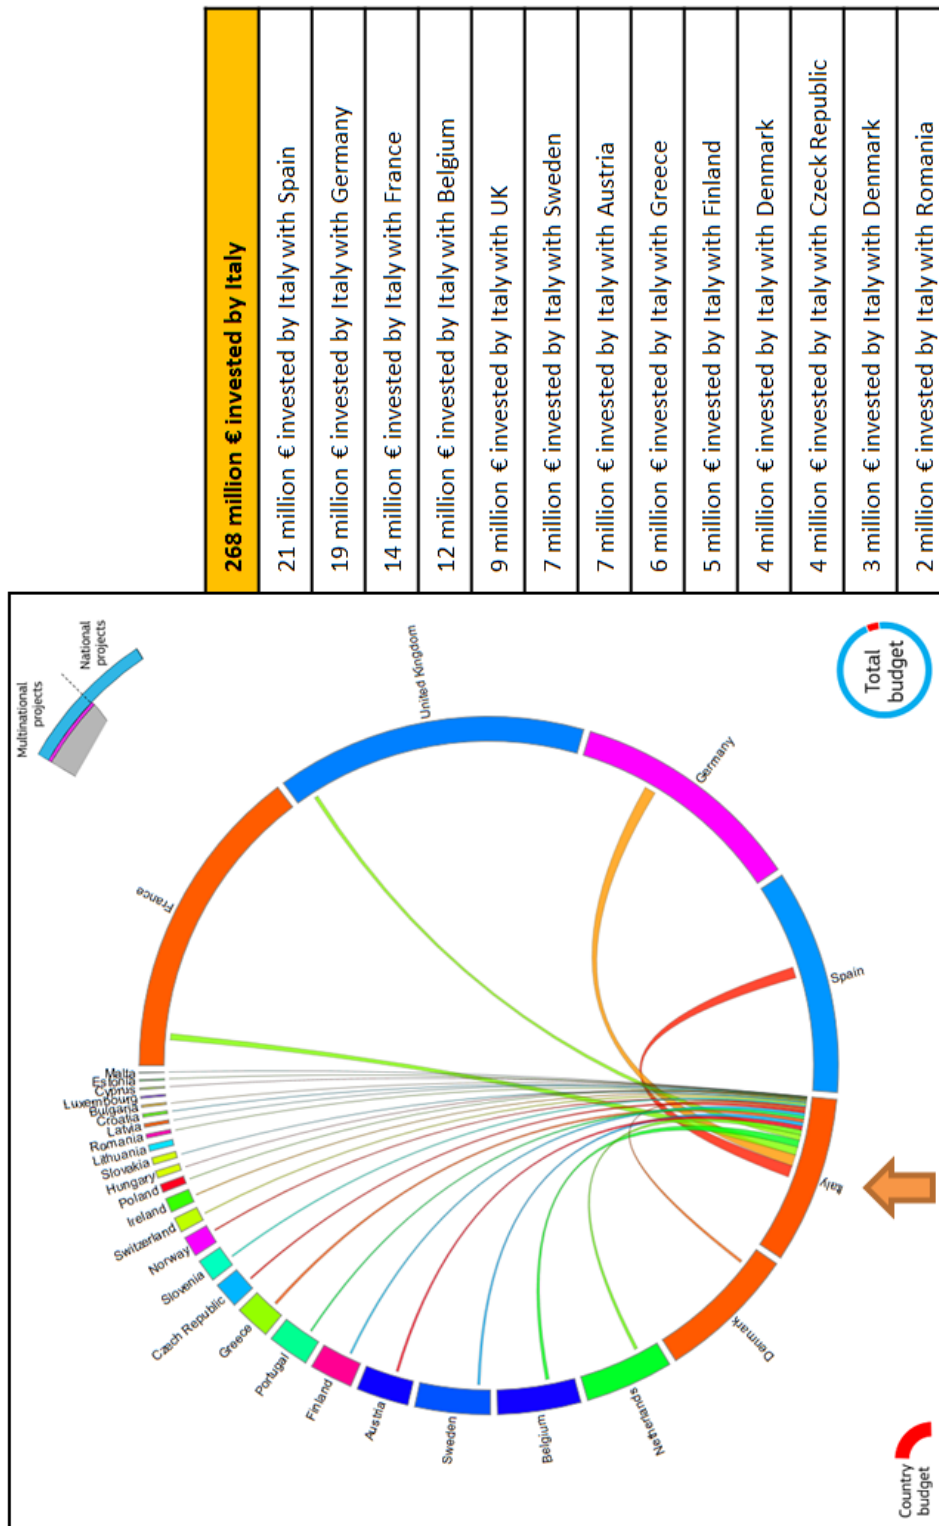 Multinational
projects
National
projects
United Kingdom
Germany
Spain
Italy
Denmark
Netherlands
Belgium
Sweden
Austria
Finland
Portugal
Greece
Czech Republic
Slovenia
Norway
Switzerland
Ireland
Poland
Hungary
Slovakia
Lithuania
Romania
Latvia
Croatia
Bulgaria
Luxembourg
Cyprus
Estonia
Malta
France
Country
budget
Total
budget
268 million € invested by Italy
21 million € invested by Italy with Spain
19 million € invested by Italy with Germany
14 million € invested by Italy with France
12 million € invested by Italy with Belgium
9 million € invested by Italy with UK
7 million € invested by Italy with Sweden
7 million € invested by Italy with Austria
6 million € invested by Italy with Greece
5 million € invested by Italy with Finland
4 million € invested by Italy with Denmark
4 million € invested by Italy with Czeck Republic
3 million € invested by Italy with Denmark
2 million € invested by Italy with Romania